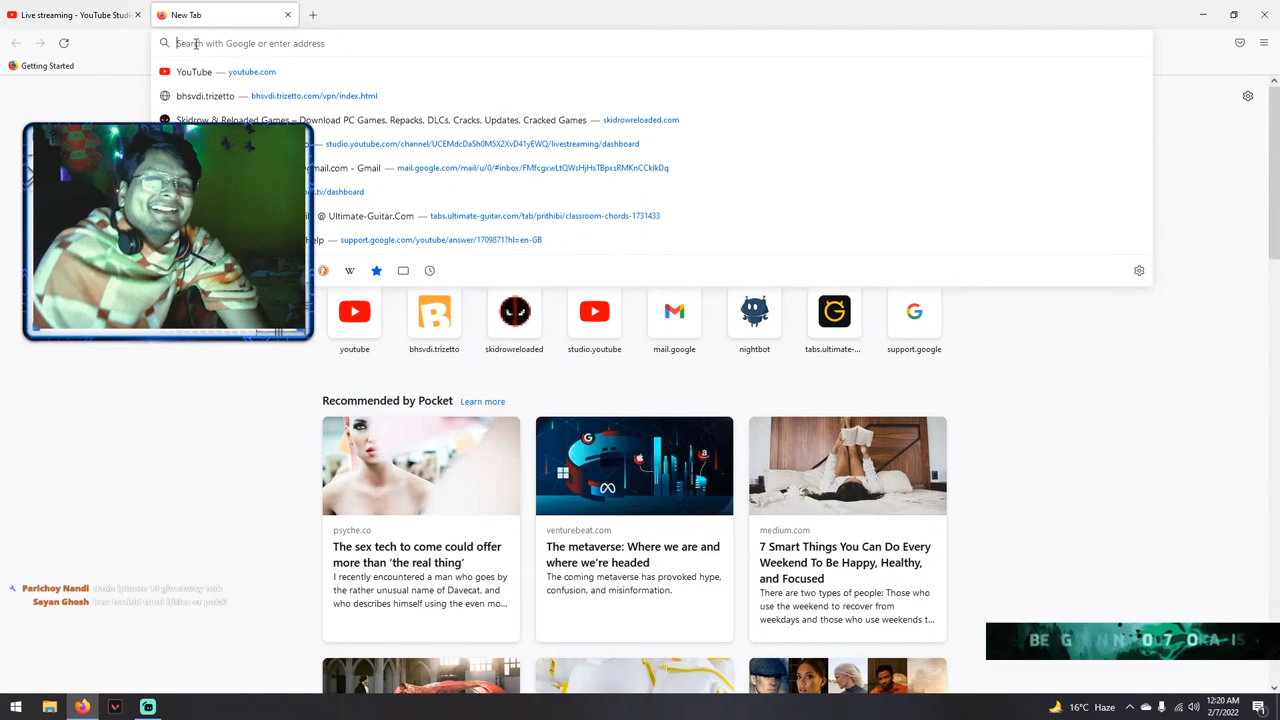 Live streaming - YouTube Studi
New Tab
Search with Google or enter address
Getting Started
YouTube — youtube.com
bhsvdi.trizetto — bhsvdi.trizetto.com/vpn/index.html
Skidrow & Reloaded Games – Download PC Games, Repacks, DLCs, Cracks, Updates, Cracked Games — skidrowreloaded.com
studio.youtube.com/channel/UCEMdcDaSh0M5X2XvD41yEWQ/livestreaming/dashboard
gmail.com - Gmail — mail.google.com/mail/u/0/#inbox/FMfcgxwLtQWsHjHsTBpxsRMKnCCklkDq
.tv/dashboard
@ Ultimate-Guitar.Com — tabs.ultimate-guitar.com/tab/prithibi/classroom-chords-1731433
help — support.google.com/youtube/answer/1709871?hl=en-GB
youtube
bhsvdi.trizetto
skidrowreloaded
studio.youtube
mail.google
nightbot
tabs.ultimate-...
support.google
Recommended by Pocket Learn more
psyche.co
The sex tech to come could offer
more than ‘the real thing’
I recently encountered a man who goes by
the rather unusual name of Davecat, and
who describes himself using the even mo...
venturebeat.com
The metaverse: Where we are and
where we’re headed
The coming metaverse has provoked hype,
confusion, and misinformation.
medium.com
7 Smart Things You Can Do Every
Weekend To Be Happy, Healthy,
and Focused
There are two types of people: Those who
use the weekend to recover from
weekdays and those who use weekends t...
Parichoy Nandi
Sayan Ghosh
16°C Haze
12:20 AM
2/7/2022